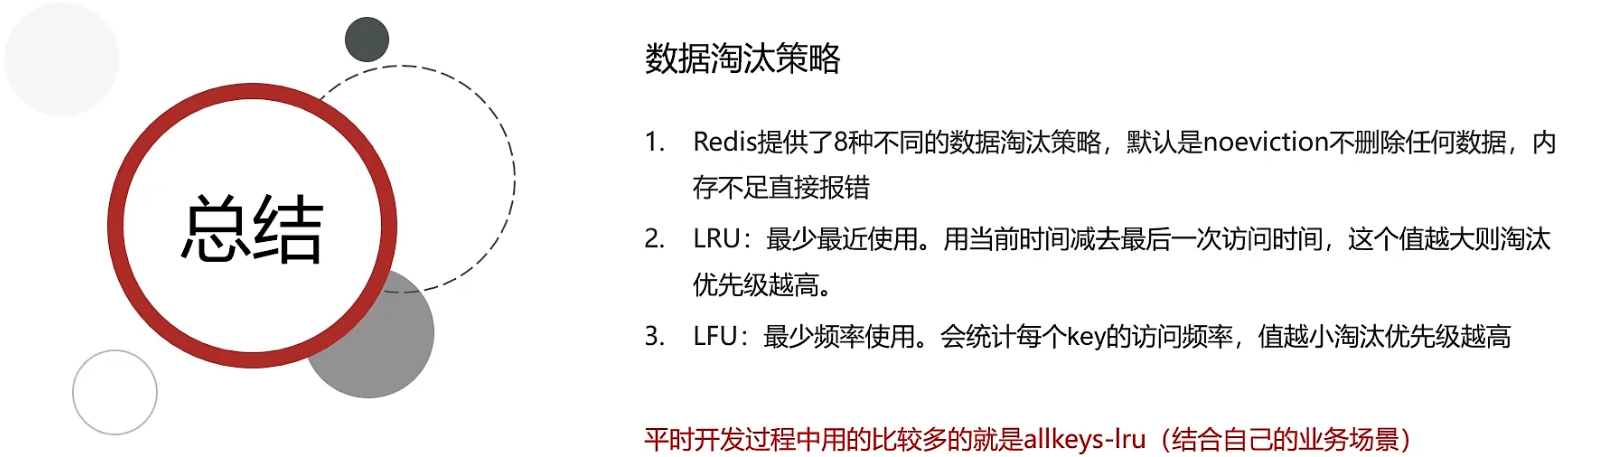 总结
数据淘汰策略
1. Redis提供了8种不同的数据淘汰策略，默认是noeviction不删除任何数据，内
存不足直接报错
2. LRU：最少最近使用。用当前时间减去最后一次访问时间，这个值越大则淘汰
优先级越高。
3. LFU：最少频率使用。会统计每个key的访问频率，值越小淘汰优先级越高
平时开发过程中用的比较多的就是allkeys-lru（结合自己的业务场景）